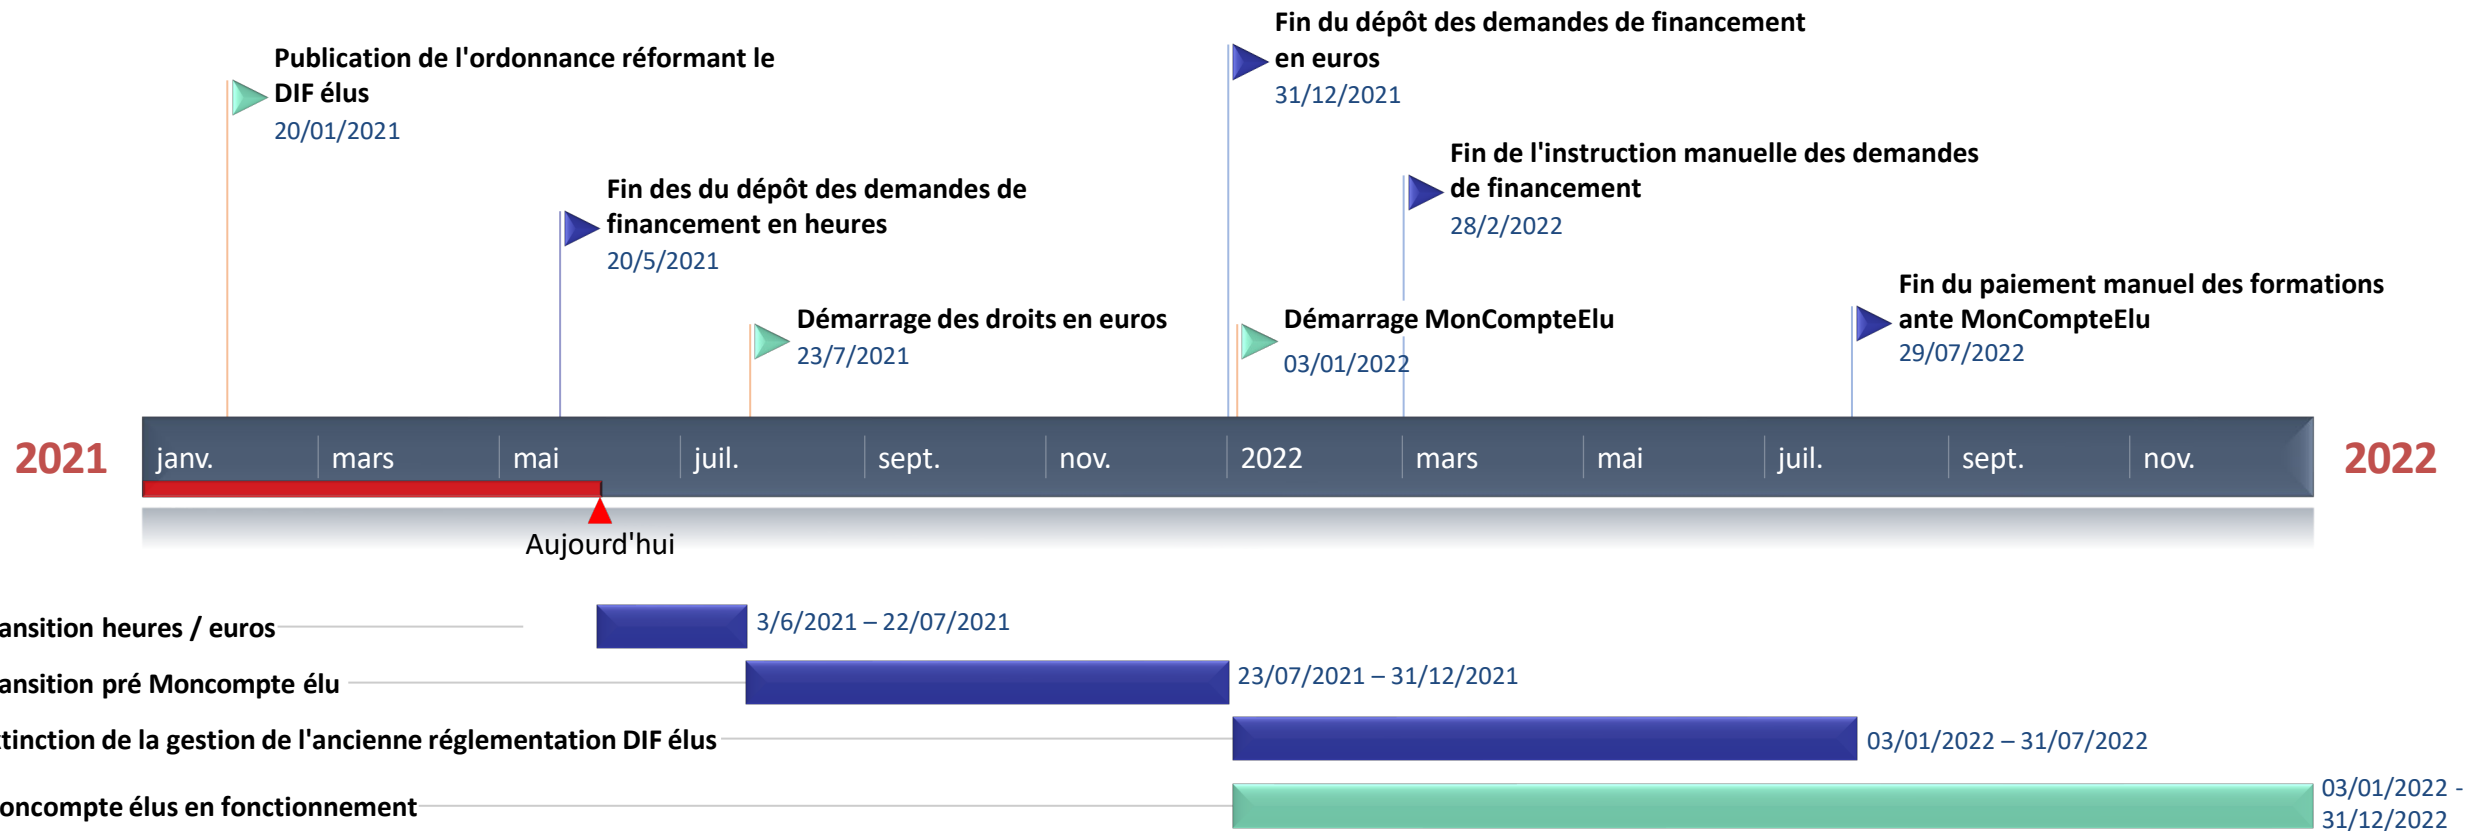 Fin du dépôt des demandes de financement
en euros
31/12/2021
Publication de l'ordonnance réformant le
DIF élus
20/01/2021
Fin de l'instruction manuelle des demandes
de financement
28/2/2022
Fin des du dépôt des demandes de
financement en heures
20/5/2021
Fin du paiement manuel des formations
ante MonCompteElu
29/07/2022
Démarrage des droits en euros
23/7/2021
Démarrage MonCompteElu
03/01/2022
2021 janv. mars mai juil. sept. nov. 2022 mars mai juil. sept. nov. 2022
Aujourd'hui
ansition heures / euros 3/6/2021 – 22/07/2021
ansition pré Moncompte élu 23/07/2021 – 31/12/2021
tinction de la gestion de l'ancienne réglementation DIF élus 03/01/2022 – 31/07/2022
oncompte élus en fonctionnement 03/01/2022 -
31/12/2022